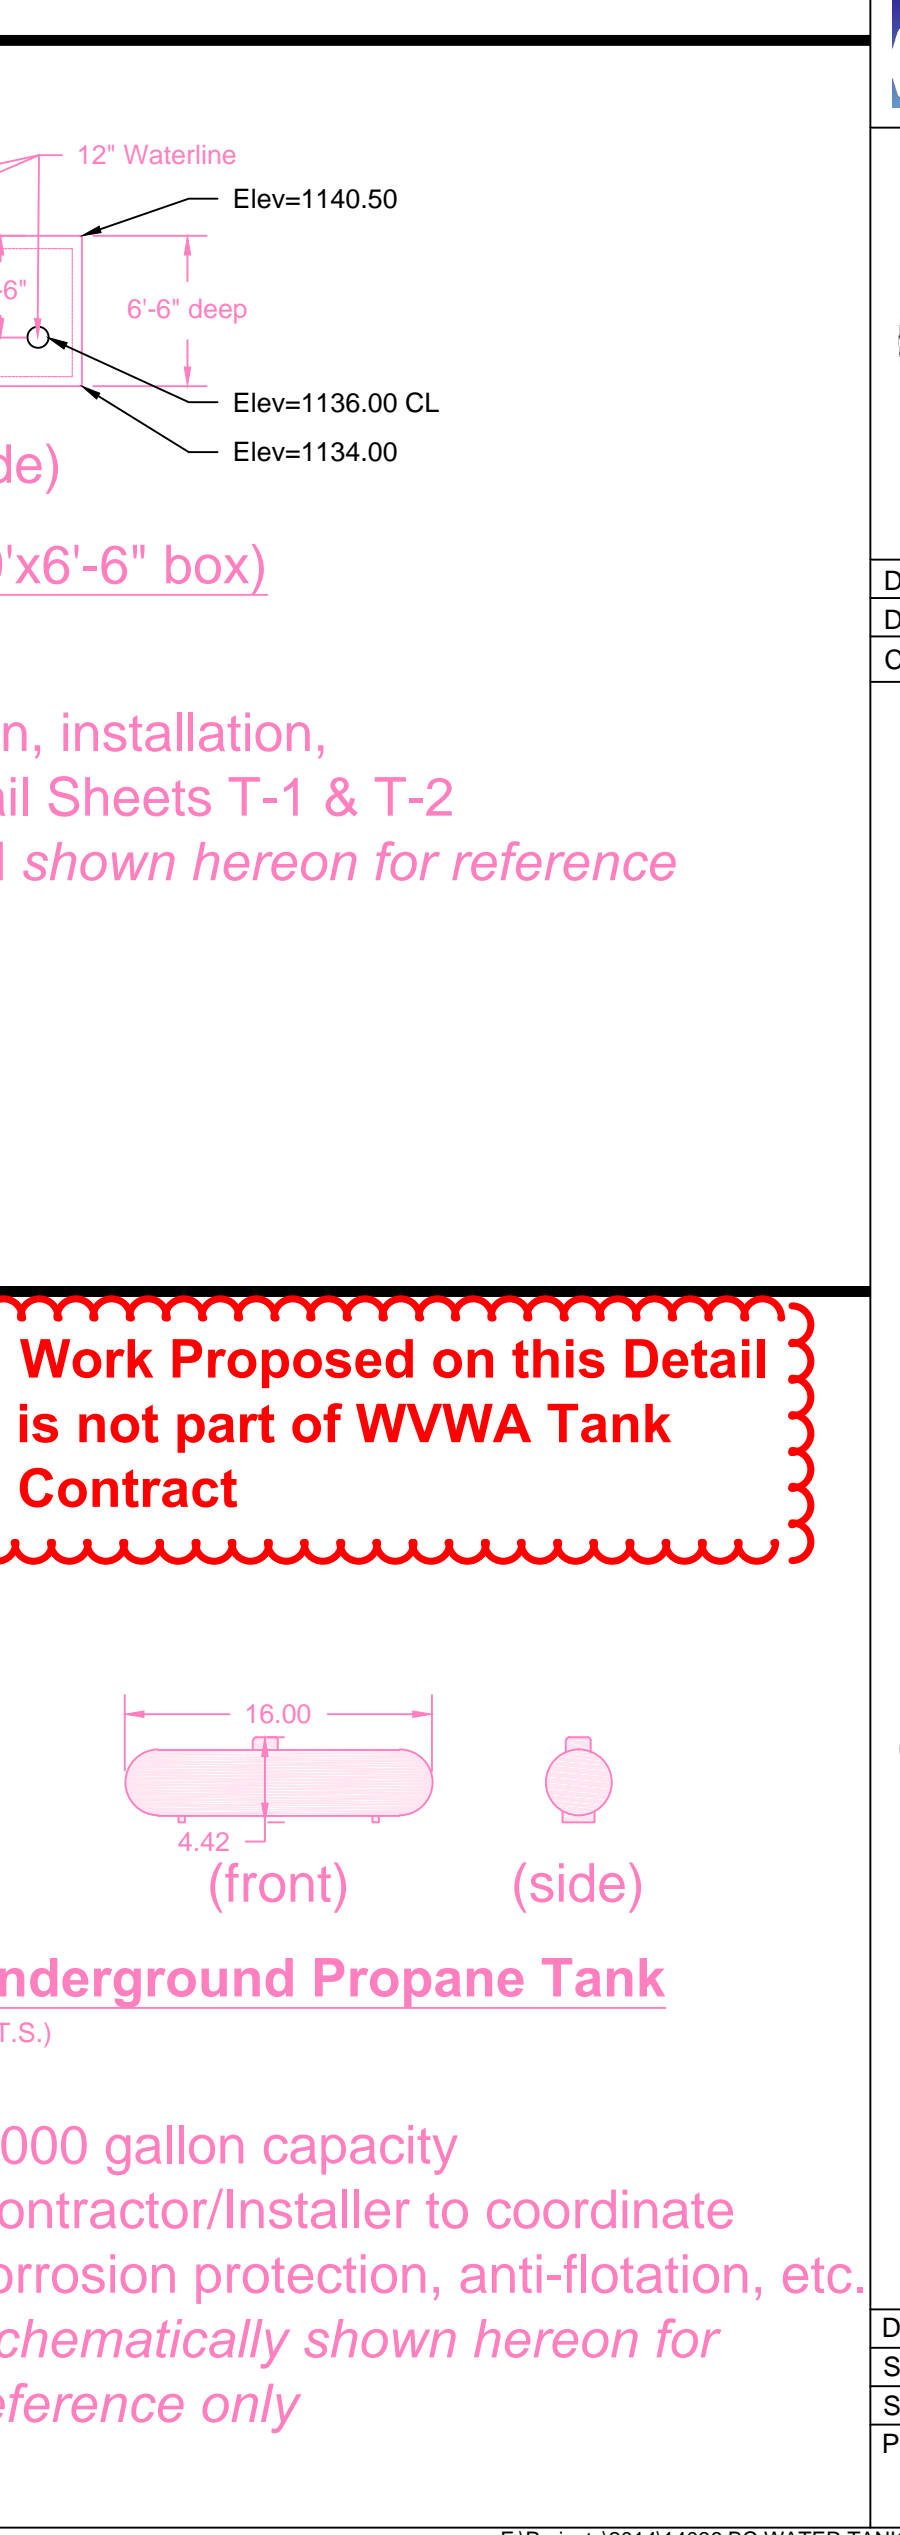 12" Waterline
Elev=1140.50
-6"
6'-6" deep
Elev=1136.00 CL
Elev=1134.00
de)
'x6'-6" box)
n, installation,
ail Sheets T-1 & T-2
shown hereon for reference
Work Proposed on this Detail
is not part of WVWA Tank
Contract
16.00
4.42
(front) (side)
nderground Propane Tank
T.S.)
000 gallon capacity
ontractor/Installer to coordinate
orrosion protection, anti-flotation, etc.
chematically shown hereon for
eference only
D
D
C
D
S
S
P